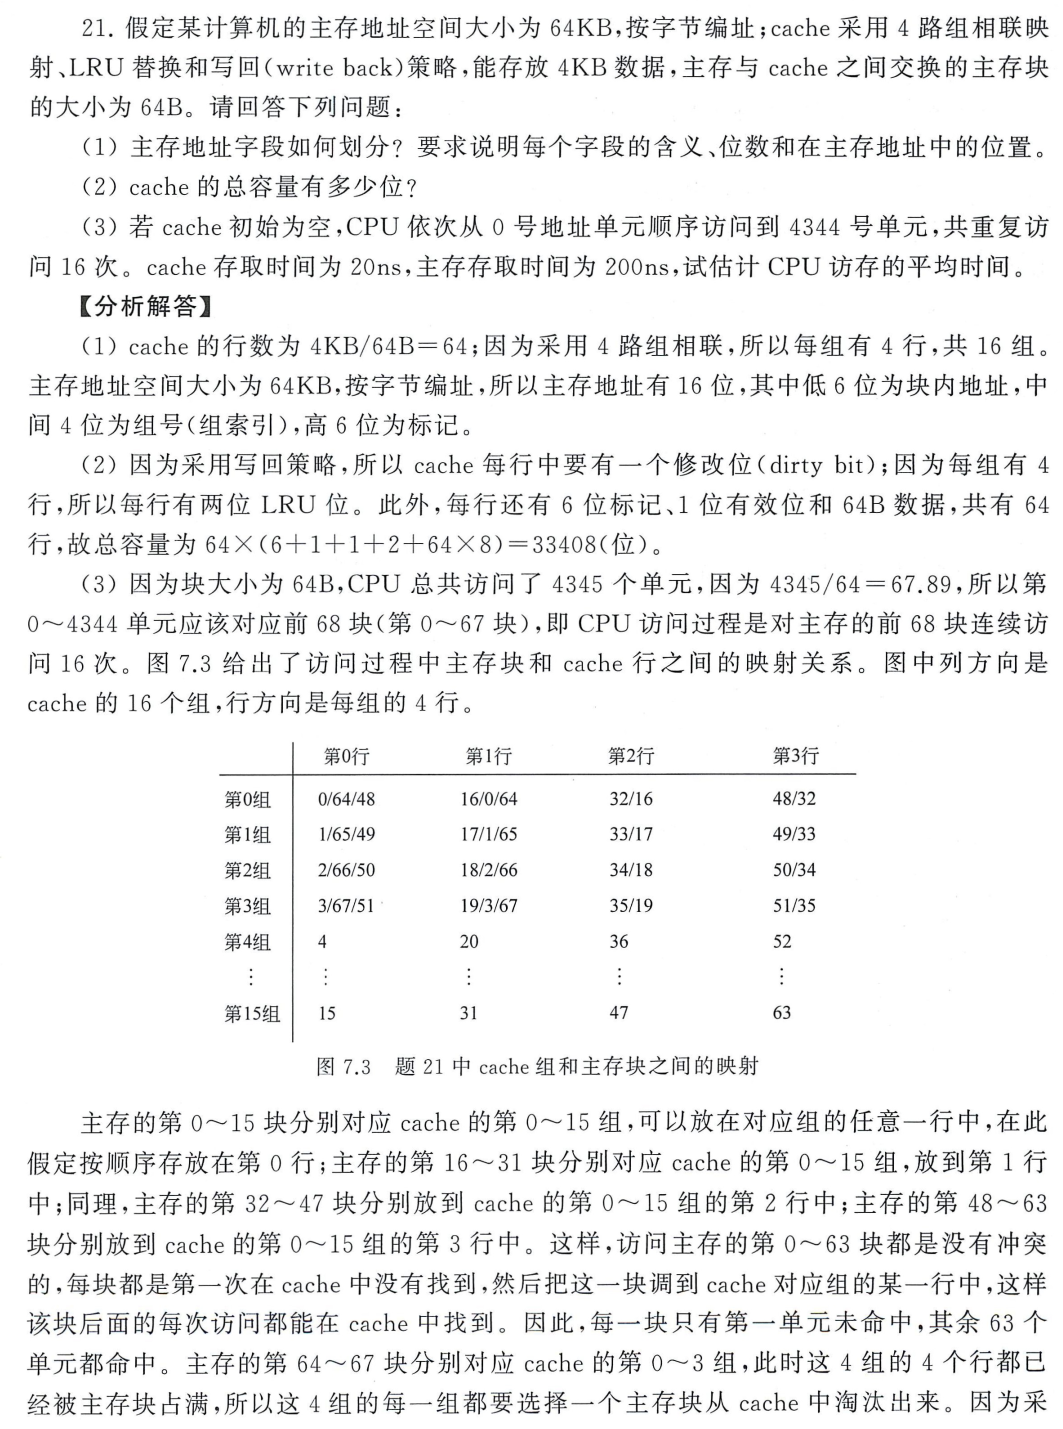 21. 假定某计算机的主存地址空间大小为 64KB,按字节编址;cache 采用 4 路组相联映
射、LRU 替换和写回(write back)策略,能存放 4KB 数据,主存与 cache 之间交换的主存块
的大小为 64B。请回答下列问题:
(1) 主存地址字段如何划分? 要求说明每个字段的含义、位数和在主存地址中的位置。
(2) cache 的总容量有多少位?
(3) 若 cache 初始为空,CPU 依次从 0 号地址单元顺序访问到 4344 号单元,共重复访
问 16 次。cache 存取时间为 20ns,主存存取时间为 200ns,试估计 CPU 访存的平均时间。
【分析解答】
(1) cache 的行数为 4KB/64B=64;因为采用 4 路组相联,所以每组有 4 行,共 16 组。
主存地址空间大小为 64KB,按字节编址,所以主存地址有 16 位,其中低 6 位为块内地址,中
间 4 位为组号(组索引),高 6 位为标记。
(2) 因为采用写回策略,所以 cache 每行中要有一个修改位(dirty bit);因为每组有 4
行,所以每行有两位 LRU 位。此外,每行还有 6 位标记、1 位有效位和 64B 数据,共有 64
行,故总容量为 64×(6+1+1+2+64×8)=33408(位)。
(3) 因为块大小为 64B,CPU 总共访问了 4345 个单元,因为 4345/64=67.89,所以第
0~4344 单元应该对应前 68 块(第 0~67 块),即 CPU 访问过程是对主存的前 68 块连续访
问 16 次。图 7.3 给出了访问过程中主存块和 cache 行之间的映射关系。图中列方向是
cache 的 16 个组,行方向是每组的 4 行。
第0行 第1行 第2行 第3行
第0组 0/64/48 16/0/64 32/16 48/32
第1组 1/65/49 17/1/65 33/17 49/33
第2组 2/66/50 18/2/66 34/18 50/34
第3组 3/67/51 19/3/67 35/19 51/35
第4组 4 20 36 52
⋮ ⋮ ⋮ ⋮ ⋮
第15组 15 31 47 63
图 7.3 题 21 中 cache 组和主存块之间的映射
主存的第 0~15 块分别对应 cache 的第 0~15 组,可以放在对应组的任意一行中,在此
假定按顺序存放在第 0 行;主存的第 16~31 块分别对应 cache 的第 0~15 组,放到第 1 行
中;同理,主存的第 32~47 块分别放到 cache 的第 0~15 组的第 2 行中;主存的第 48~63
块分别放到 cache 的第 0~15 组的第 3 行中。这样,访问主存的第 0~63 块都是没有冲突
的,每块都是第一次在 cache 中没有找到,然后把这一块调到 cache 对应组的某一行中,这样
该块后面的每次访问都能在 cache 中找到。因此,每一块只有第一单元未命中,其余 63 个
单元都命中。主存的第 64~67 块分别对应 cache 的第 0~3 组,此时这 4 组的 4 个行都已
经被主存块占满,所以这 4 组的每一组都要选择一个主存块从 cache 中淘汰出来。因为采